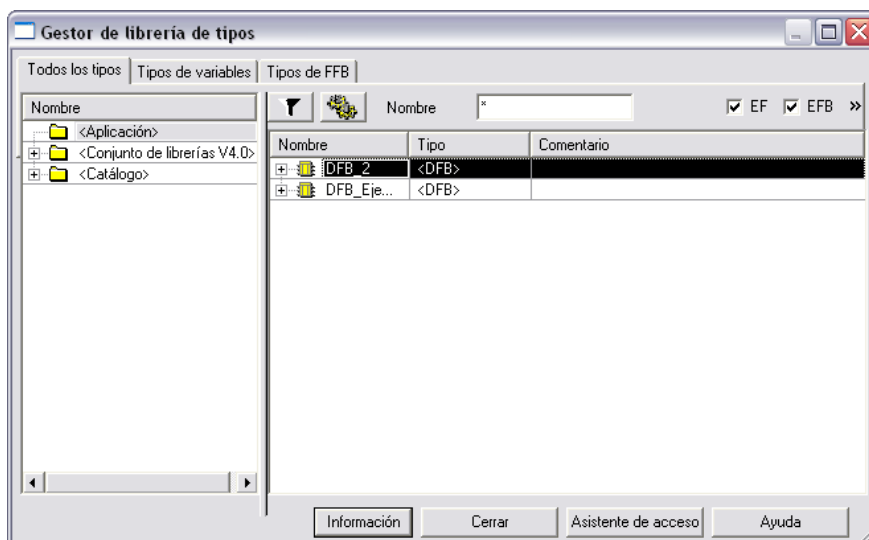 Gestor de librería de tipos
Todos los tipos Tipos de variables Tipos de FFB
Nombre
<Aplicación>
<Conjunto de librerías V4.0>
<Catálogo>
Nombre * EF EFB »
Nombre Tipo Comentario
DFB_2 <DFB>
DFB_Eje... <DFB>
Información Cerrar Asistente de acceso Ayuda